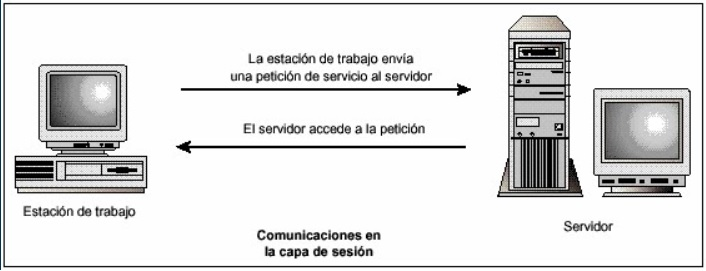 La estación de trabajo envía
una petición de servicio al servidor
El servidor accede a la petición
Estación de trabajo
Servidor
Comunicaciones en
la capa de sesión